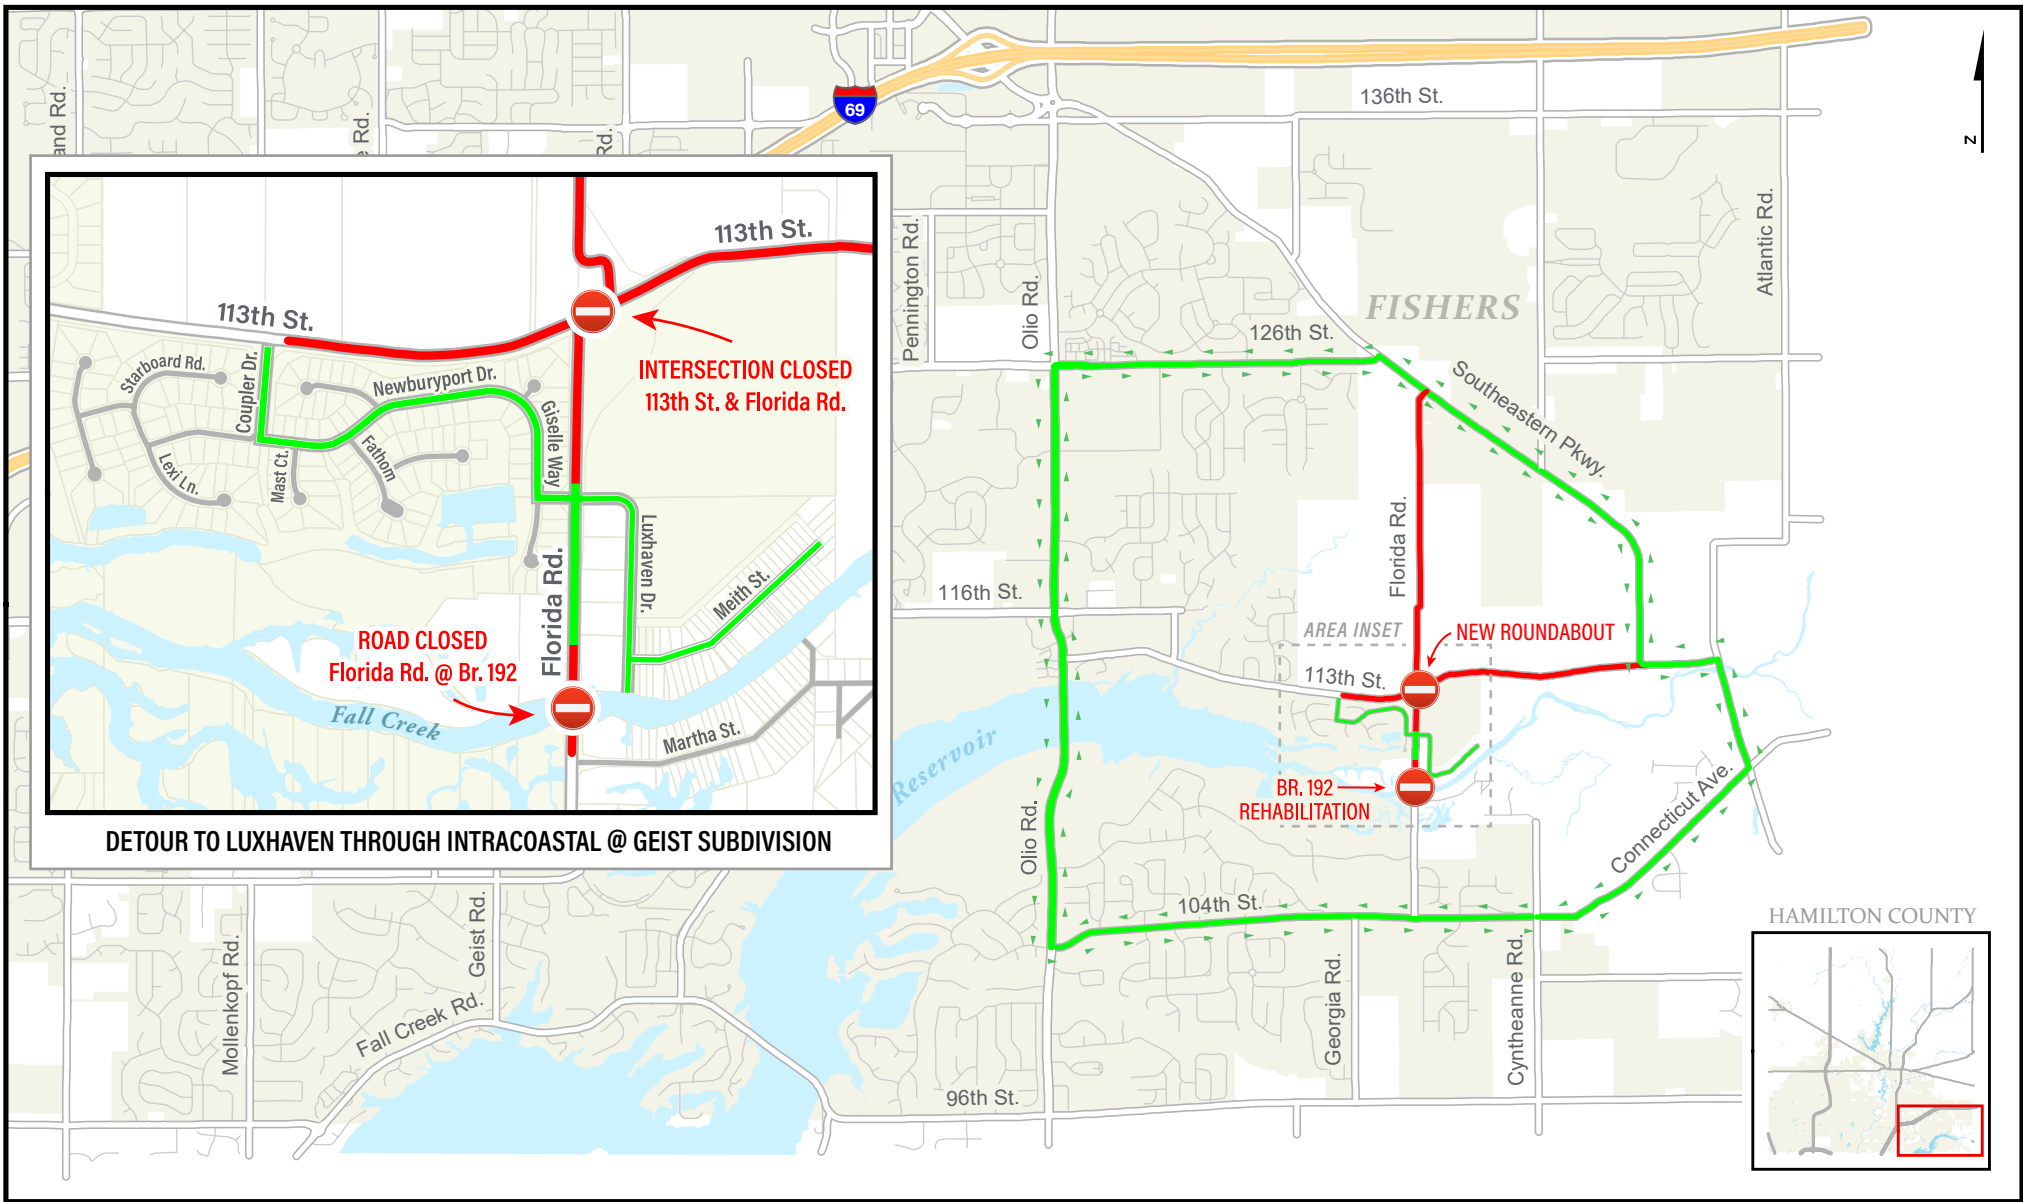 and Rd.
e Rd.
Rd.
69
136th St.
N
Pennington Rd.
Olio Rd.
Atlantic Rd.
FISHERS
126th St.
Southeastern Pkwy.
Florida Rd.
116th St.
AREA INSET
NEW ROUNDABOUT
113th St.
Reservoir
BR. 192
REHABILITATION
Olio Rd.
Connecticut Ave.
104th St.
Georgia Rd.
Cyntheanne Rd.
96th St.
Mollenkopf Rd.
Geist Rd.
Fall Creek Rd.
HAMILTON COUNTY
113th St.
113th St.
INTERSECTION CLOSED
113th St. & Florida Rd.
Starboard Rd.
Coupler Dr.
Newburyport Dr.
Giselle Way
Fathom
Lexi Ln.
Mast Ct.
Florida Rd.
Luxhaven Dr.
Meith St.
ROAD CLOSED
Florida Rd. @ Br. 192
Fall Creek
Martha St.
DETOUR TO LUXHAVEN THROUGH INTRACOASTAL @ GEIST SUBDIVISION